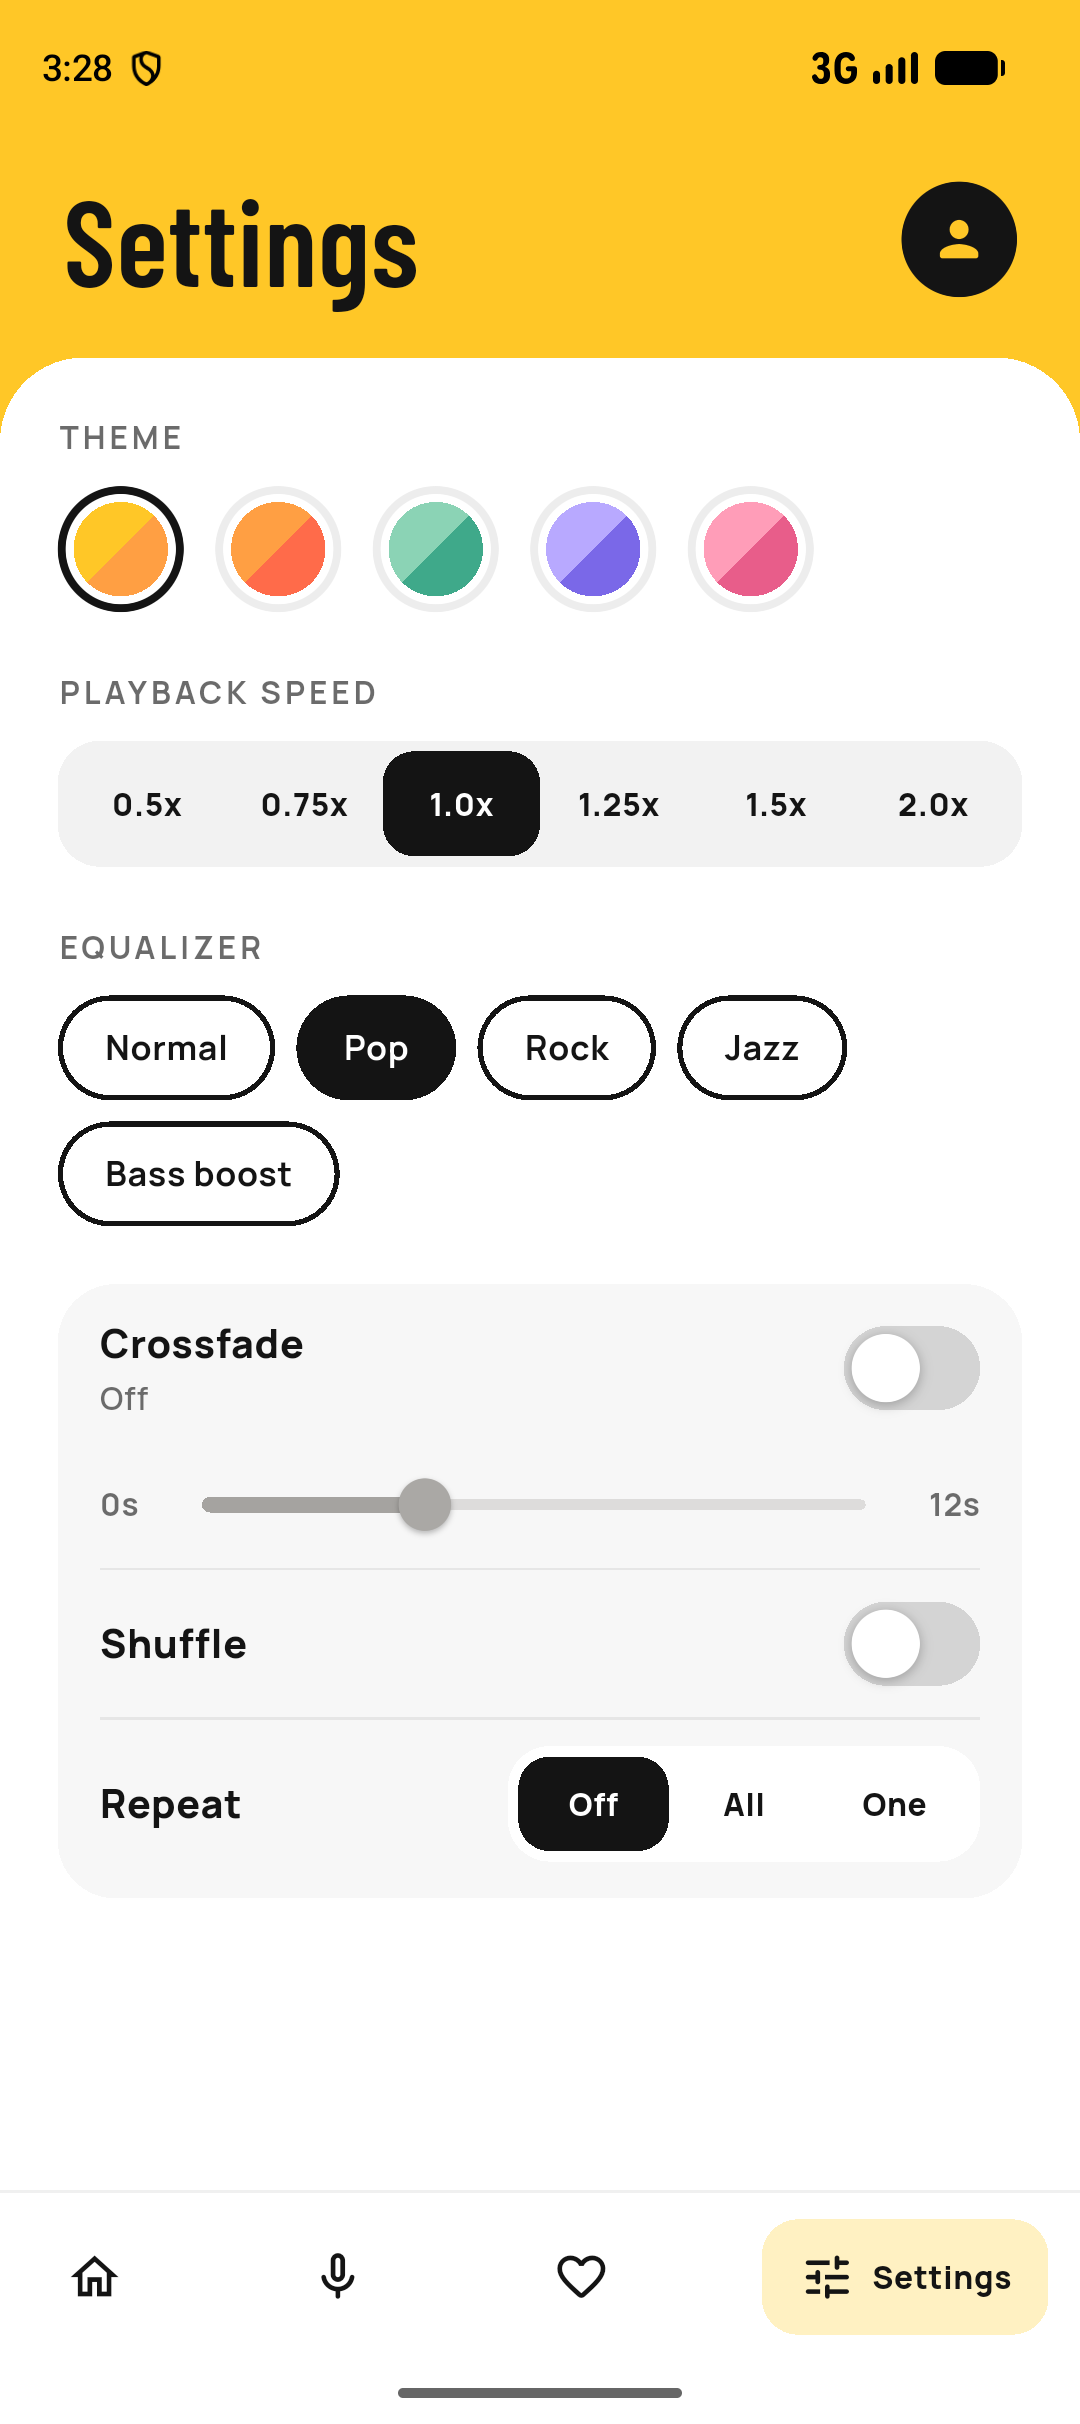 3:28 3G
Settings
THEME
PLAYBACK SPEED
0.5x 0.75x 1.0x 1.25x 1.5x 2.0x
EQUALIZER
Normal Pop Rock Jazz
Bass boost
Crossfade
Off
0s 12s
Shuffle
Repeat Off All One
Settings